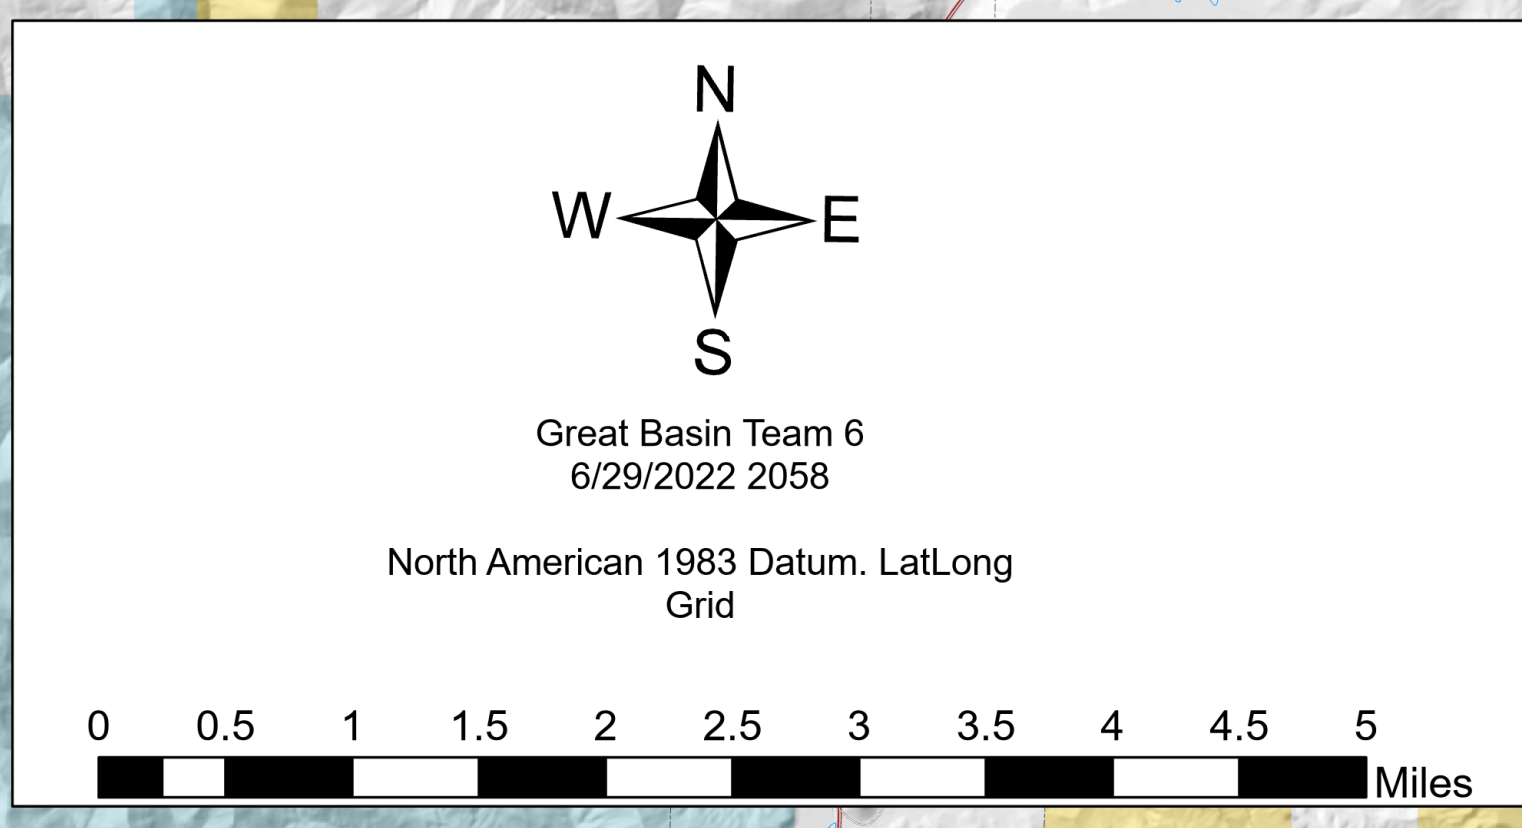 N
W E
S
Great Basin Team 6
6/29/2022 2058
North American 1983 Datum. LatLong
Grid
0 0.5 1 1.5 2 2.5 3 3.5 4 4.5 5
Miles